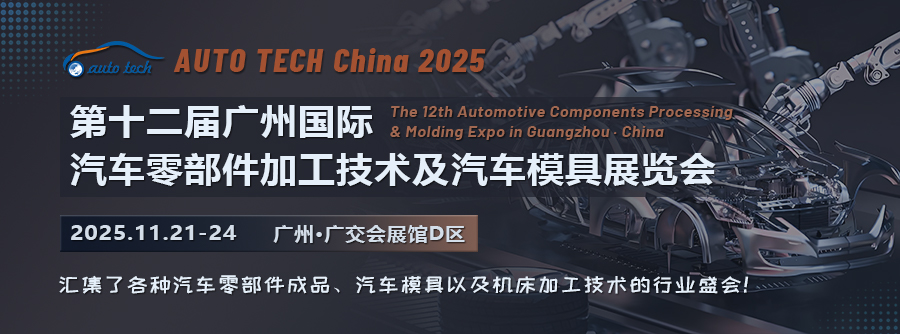 auto tech
AUTO TECH China 2025
第十二届广州国际
The 12th Automotive Components Processing
& Molding Expo in Guangzhou · China
汽车零部件加工技术及汽车模具展览会
2025.11.21-24 广州·广交会展馆D区
汇集了各种汽车零部件成品、汽车模具以及机床加工技术的行业盛会!